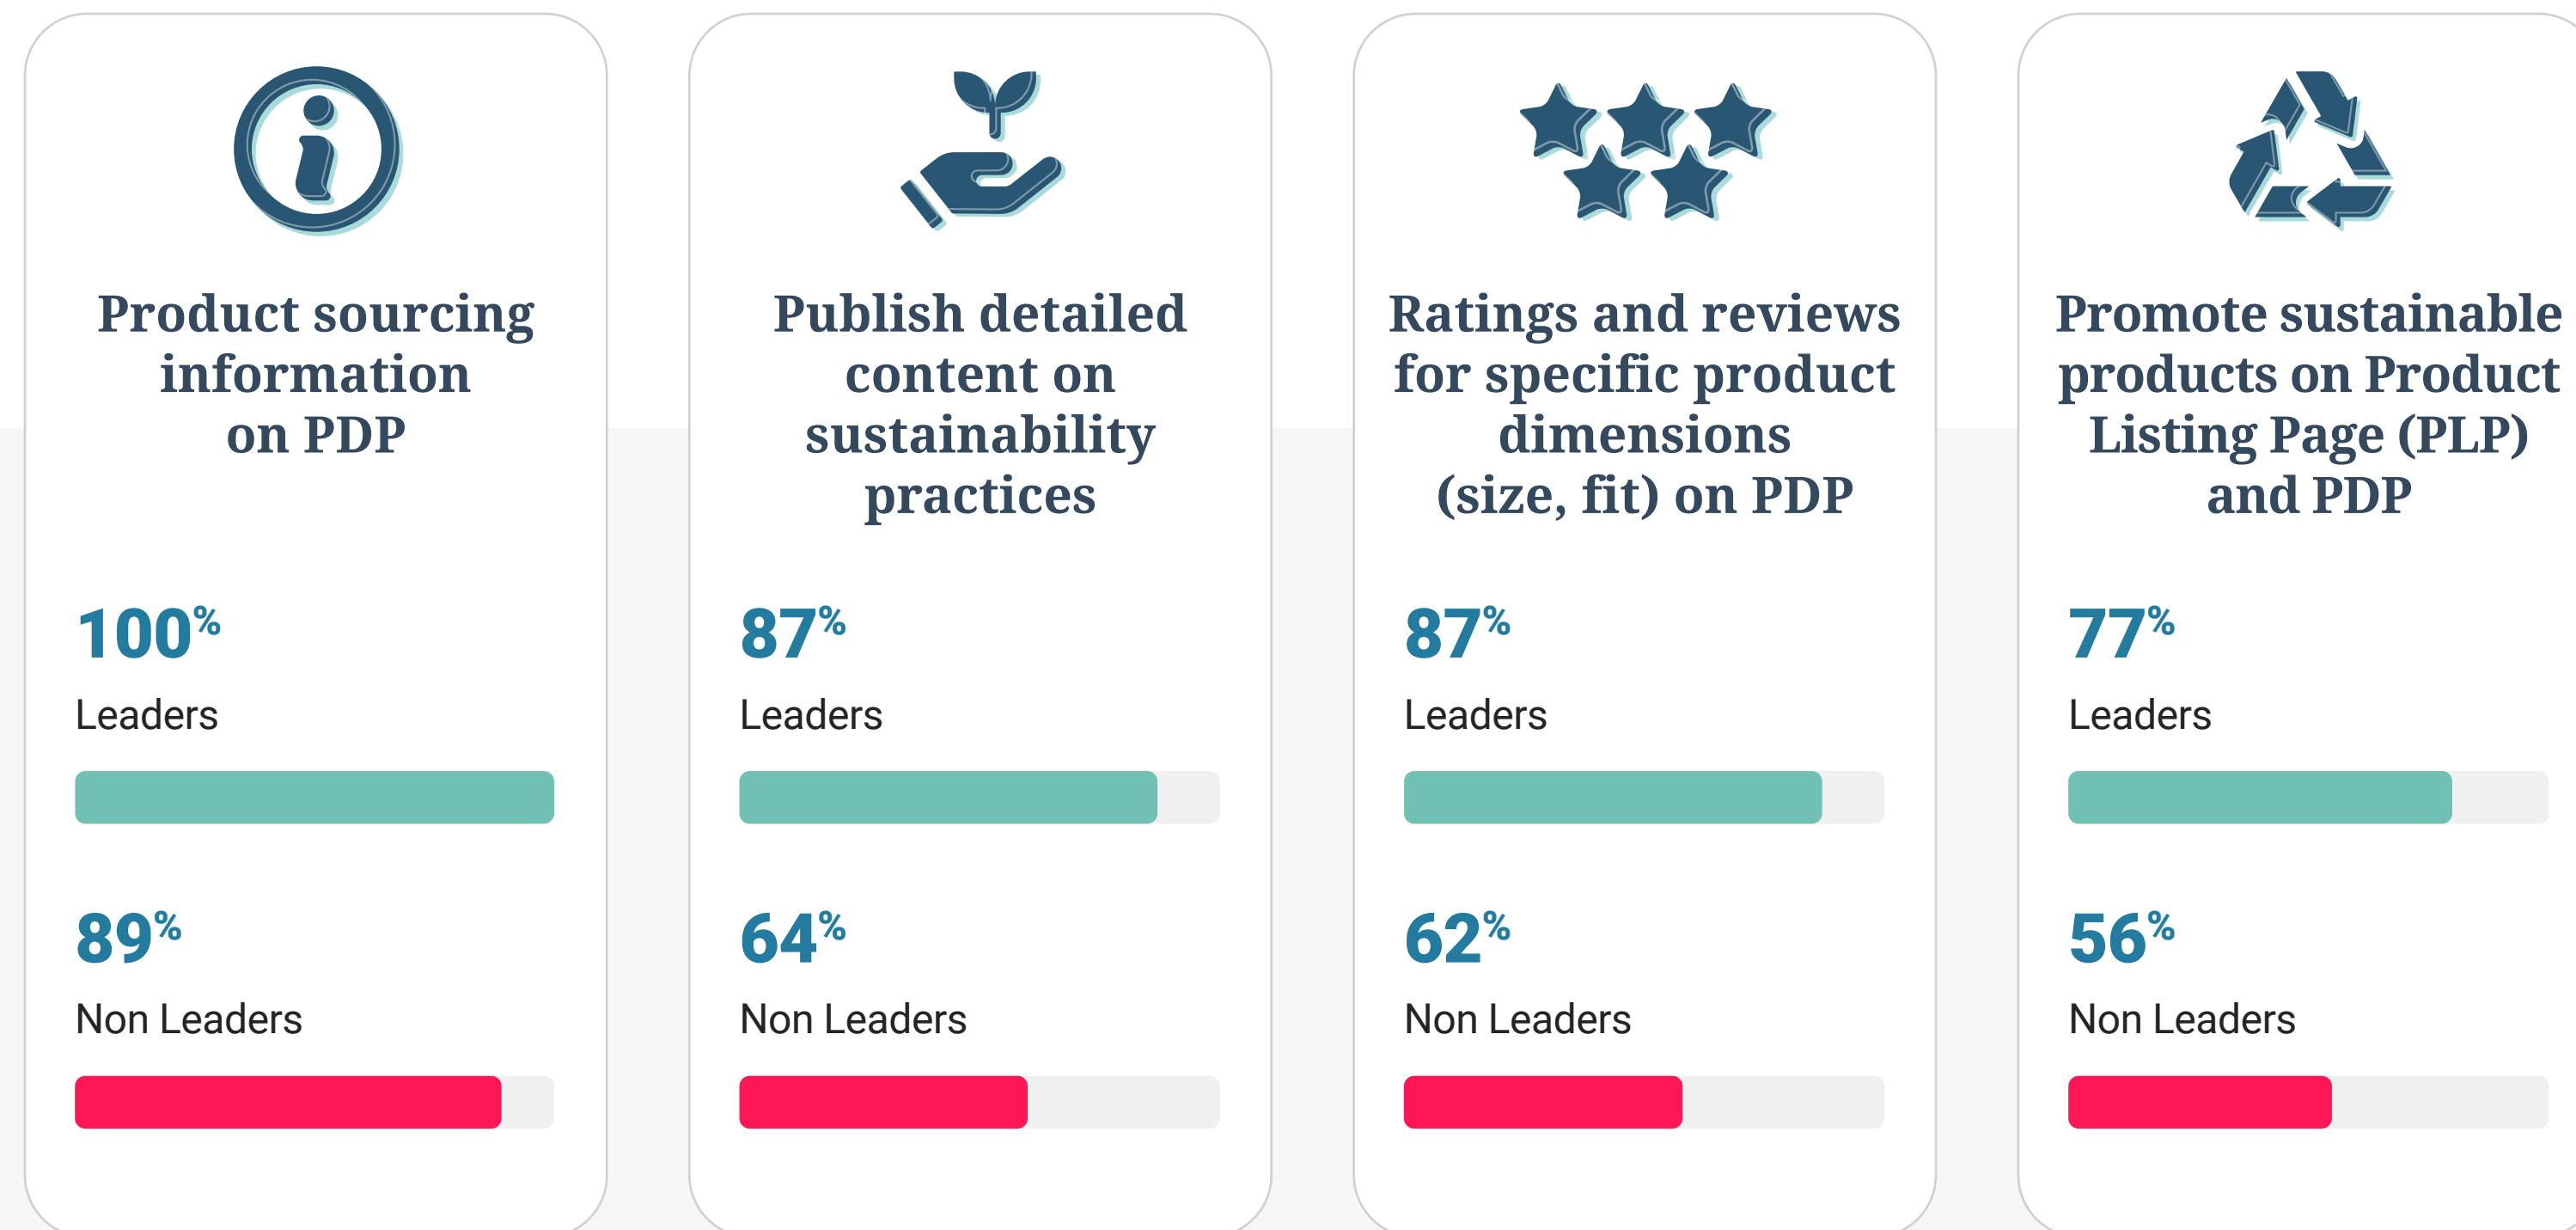 Product sourcing
information
on PDP
100%
Leaders
89%
Non Leaders
Publish detailed
content on
sustainability
practices
87%
Leaders
64%
Non Leaders
Ratings and reviews
for specific product
dimensions
(size, fit) on PDP
87%
Leaders
62%
Non Leaders
Promote sustainable
products on Product
Listing Page (PLP)
and PDP
77%
Leaders
56%
Non Leaders